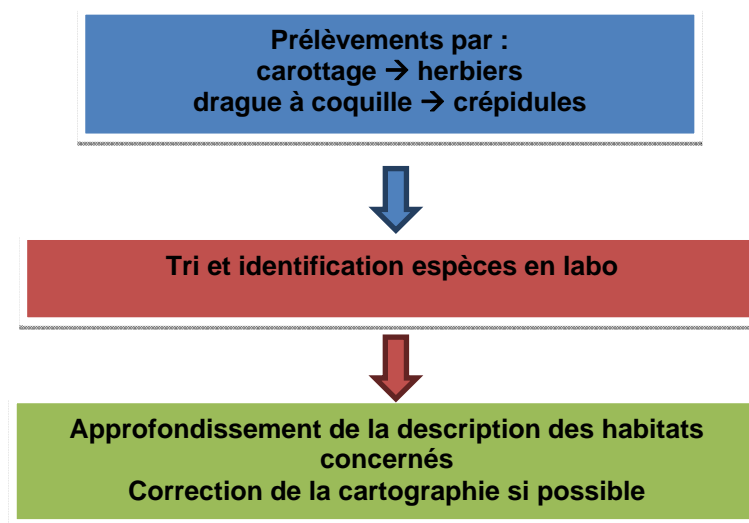 Prélèvements par :
carottage → herbiers
drague à coquille → crépidules
Tri et identification espèces en labo
Approfondissement de la description des habitats
concernés
Correction de la cartographie si possible